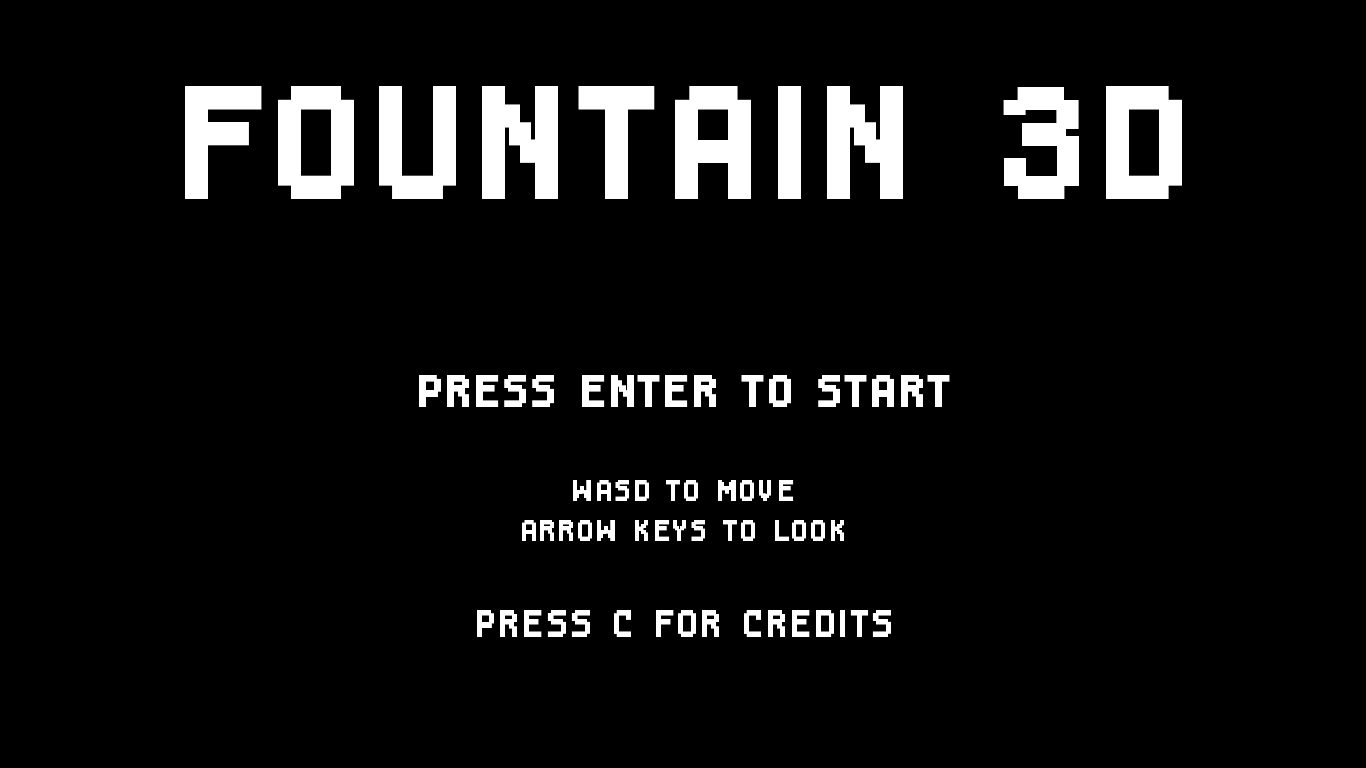 FOUNTAIN 3D
PRESS ENTER TO START
WASD TO MOVE
ARROW KEYS TO LOOK
PRESS C FOR CREDITS